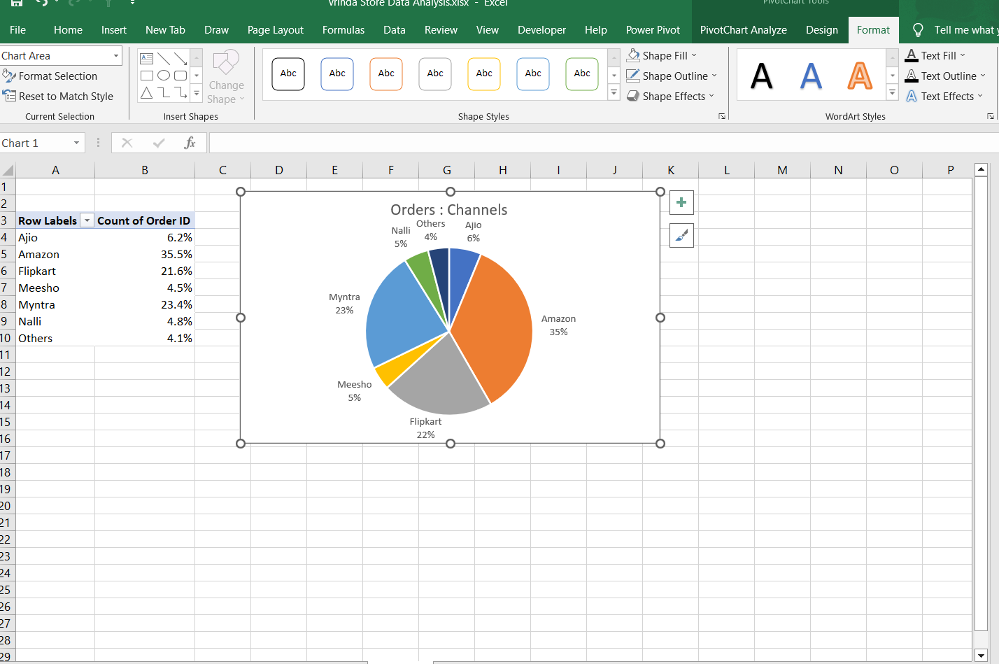 Vrinda Store Data Analysis.xlsx - Excel
PivotChart Tools
File Home Insert New Tab Draw Page Layout Formulas Data Review View Developer Help Power Pivot PivotChart Analyze Design Format Tell me what
Chart Area
Format Selection
Reset to Match Style
Current Selection
Change
Shape
Insert Shapes
Abc Abc Abc Abc Abc Abc Abc
Shape Fill
Shape Outline
Shape Effects
Shape Styles
A A A
Text Fill
Text Outline
Text Effects
WordArt Styles
Chart 1 fx
A B C D E F G H I J K L M N O P
1
2
3 Row Labels Count of Order ID
4 Ajio 6.2%
5 Amazon 35.5%
6 Flipkart 21.6%
7 Meesho 4.5%
8 Myntra 23.4%
9 Nalli 4.8%
10 Others 4.1%
11
12
13
14
15
16
17
18
19
20
21
22
23
24
25
26
27
28
29
Orders : Channels
Ajio
6%
Amazon
35%
Flipkart
22%
Meesho
5%
Myntra
23%
Nalli
5%
Others
4%